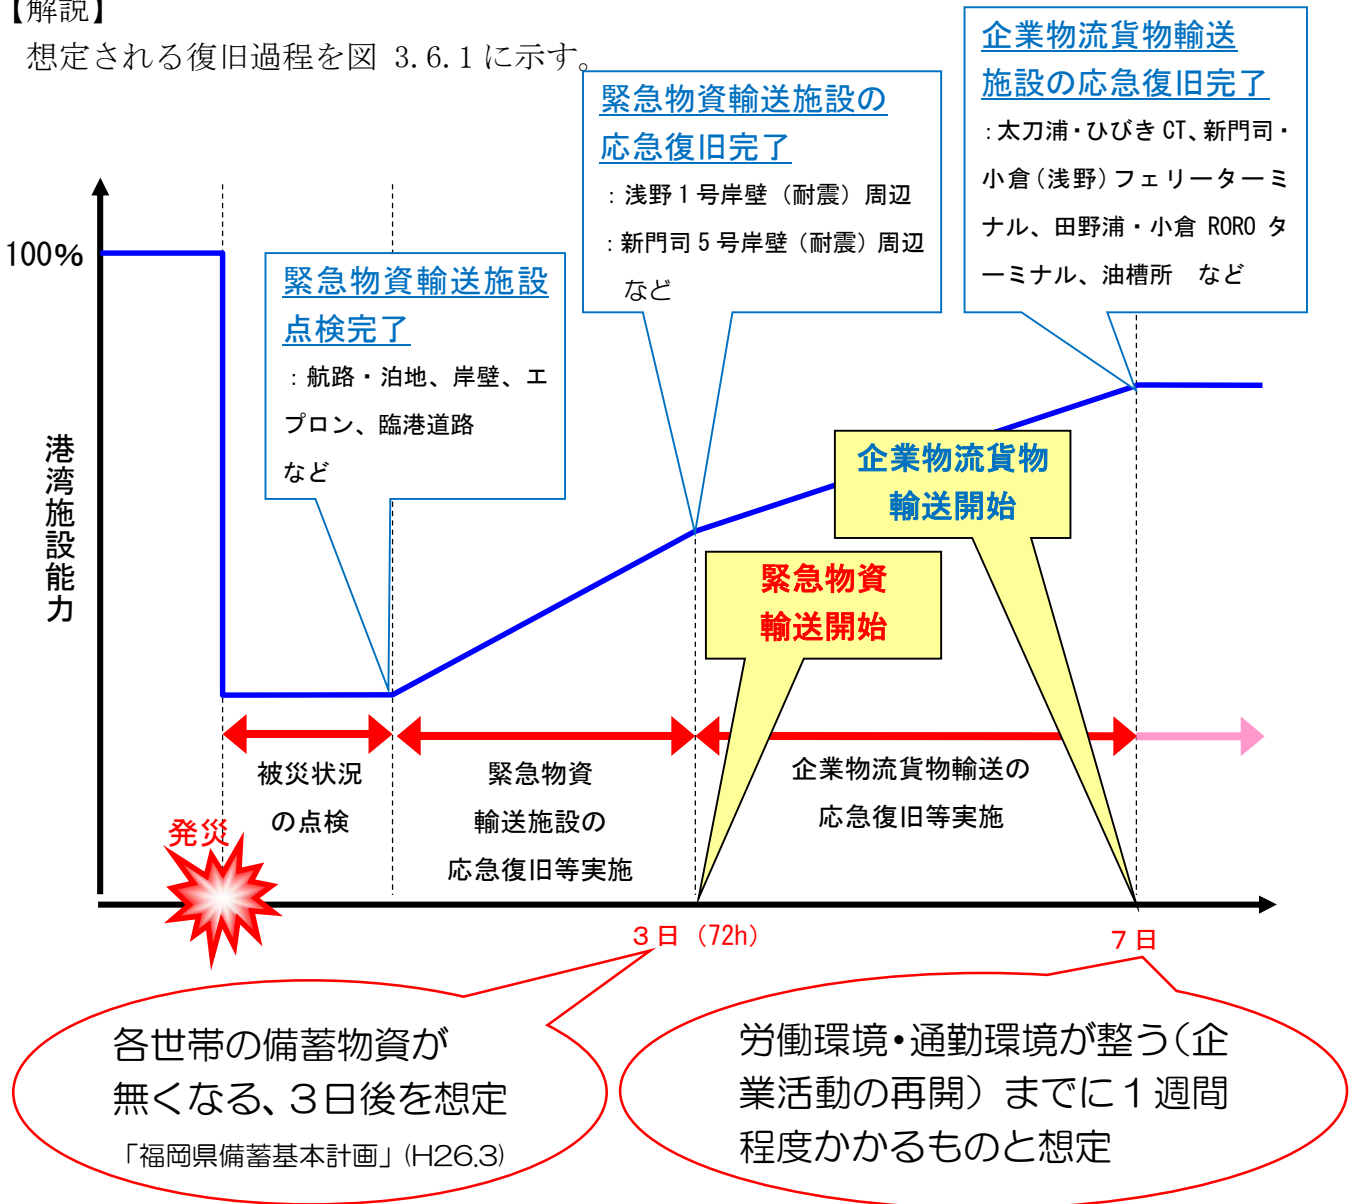 【解説】
想定される復旧過程を図 3.6.1 に示す。
企業物流貨物輸送
施設の応急復旧完了
：太刀浦・ひびき CT、新門司・
小倉（浅野）フェリーターミ
ナル、田野浦・小倉 RORO タ
ーミナル、油槽所　など
緊急物資輸送施設の
応急復旧完了
：浅野１号岸壁（耐震）周辺
：新門司５号岸壁（耐震）周辺
など
緊急物資輸送施設
点検完了
：航路・泊地、岸壁、エ
プロン、臨港道路
など
100%
港湾施設能力
企業物流貨物
輸送開始
緊急物資
輸送開始
被災状況
の点検
緊急物資
輸送施設の
応急復旧等実施
企業物流貨物輸送の
応急復旧等実施
発災
３日（72h）
７日
各世帯の備蓄物資が
無くなる、３日後を想定
「福岡県備蓄基本計画」(H26.3)
労働環境・通勤環境が整う（企
業活動の再開）までに１週間
程度かかるものと想定